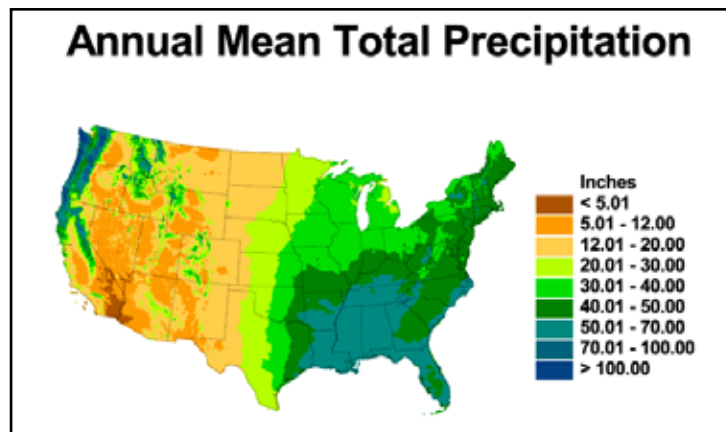 Annual Mean Total Precipitation
Inches
< 5.01
5.01 - 12.00
12.01 - 20.00
20.01 - 30.00
30.01 - 40.00
40.01 - 50.00
50.01 - 70.00
70.01 - 100.00
> 100.00